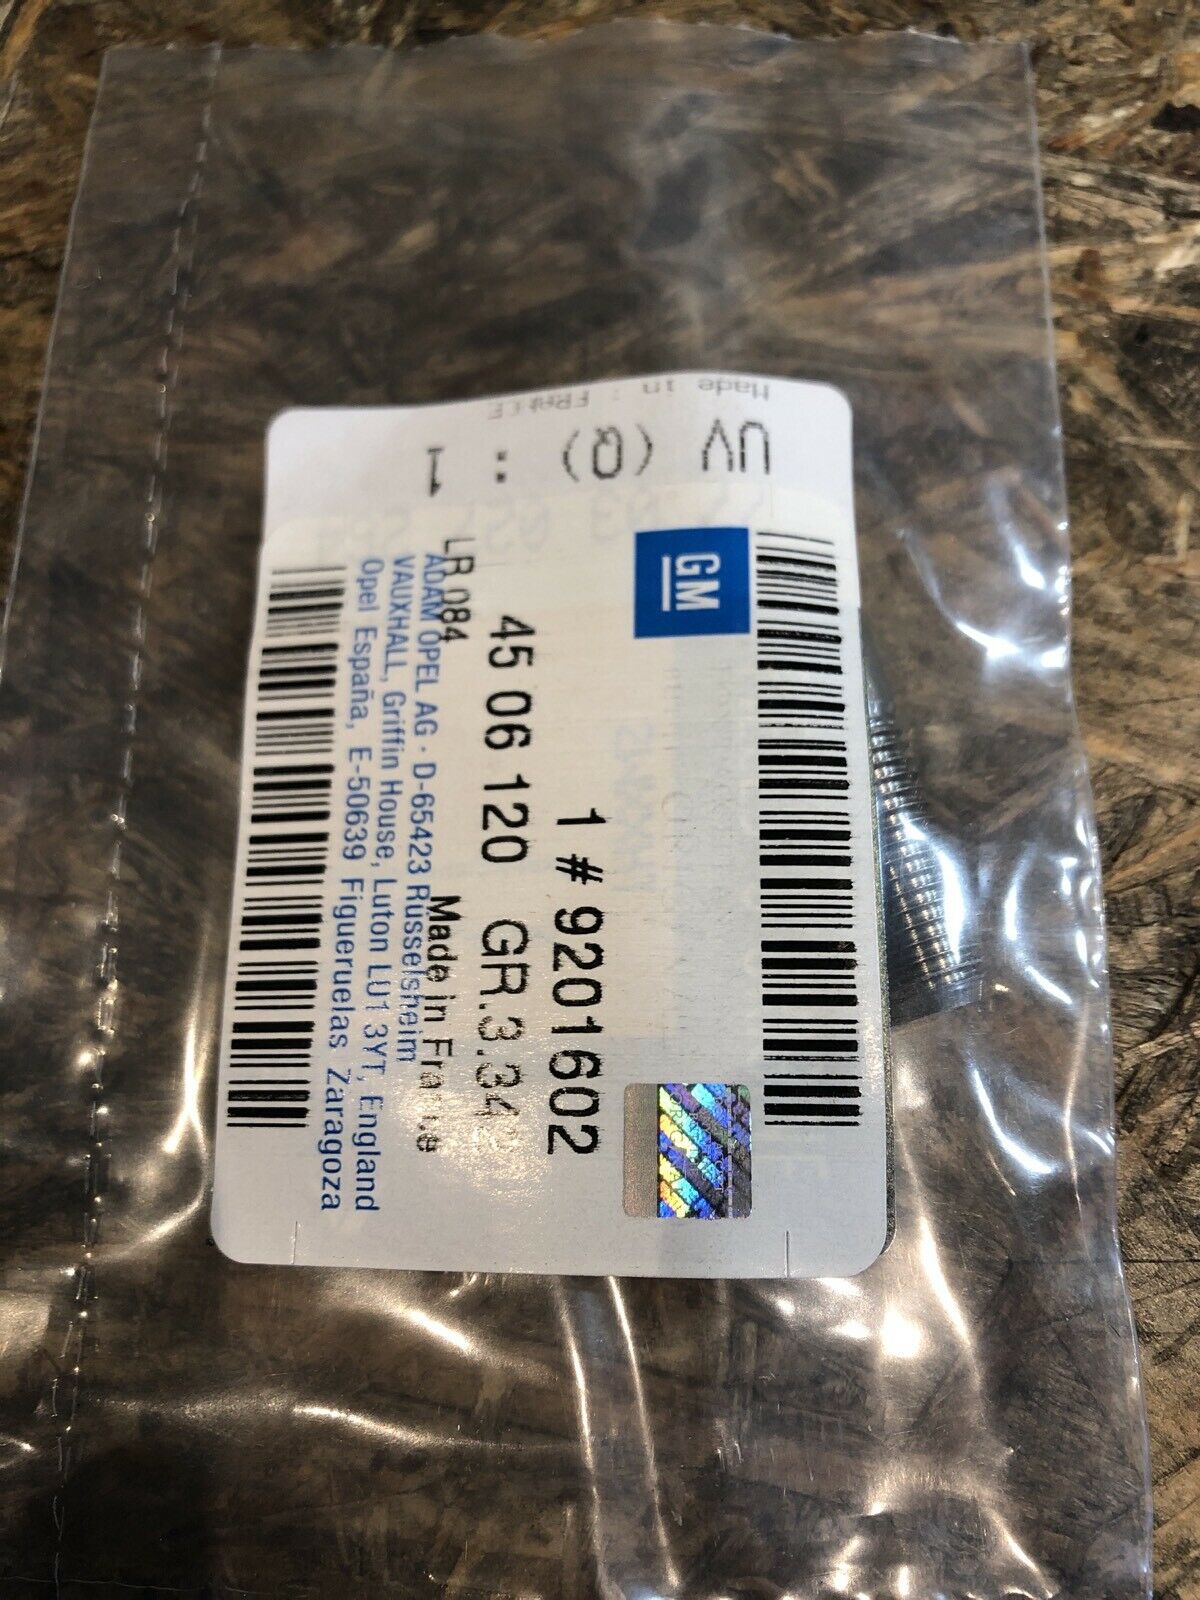 Made in : FRANCE
UV (Q) : 1
GM
1 # 9201602
45 06 120 GR.3.34
LR 084
Made in France
ADAM OPEL AG · D-65423 Rüsselsheim
VAUXHALL, Griffin House, Luton LU1 3YT, England
Opel España, E-50639 Figueruelas Zaragoza